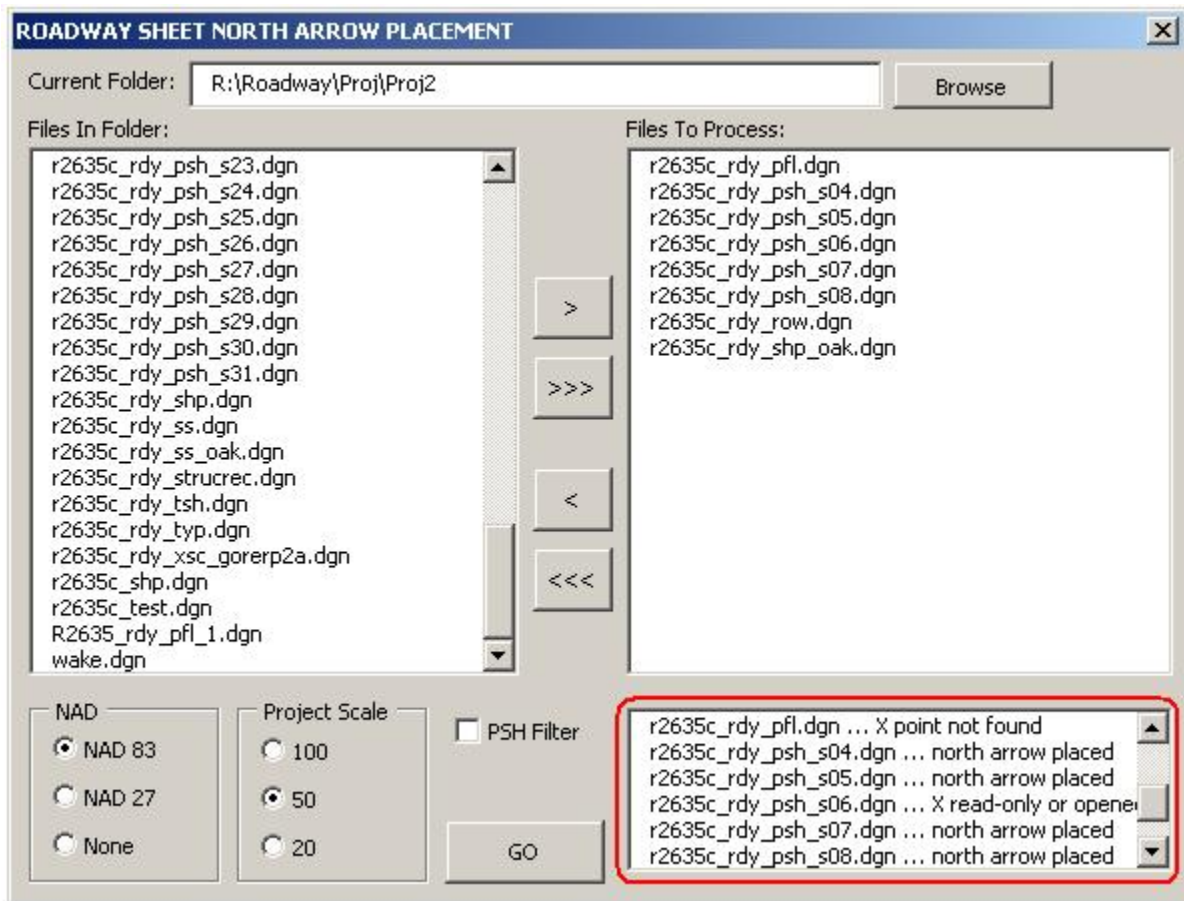 ROADWAY SHEET NORTH ARROW PLACEMENT
Current Folder: R:\Roadway\Proj\Proj2 Browse
Files In Folder:
r2635c_rdy_psh_s23.dgn
r2635c_rdy_psh_s24.dgn
r2635c_rdy_psh_s25.dgn
r2635c_rdy_psh_s26.dgn
r2635c_rdy_psh_s27.dgn
r2635c_rdy_psh_s28.dgn
r2635c_rdy_psh_s29.dgn
r2635c_rdy_psh_s30.dgn
r2635c_rdy_psh_s31.dgn
r2635c_rdy_shp.dgn
r2635c_rdy_ss.dgn
r2635c_rdy_ss_oak.dgn
r2635c_rdy_strucrec.dgn
r2635c_rdy_tsh.dgn
r2635c_rdy_typ.dgn
r2635c_rdy_xsc_gorerp2a.dgn
r2635c_shp.dgn
r2635c_test.dgn
R2635_rdy_pfl_1.dgn
wake.dgn
>
>>>
<
<<<
Files To Process:
r2635c_rdy_pfl.dgn
r2635c_rdy_psh_s04.dgn
r2635c_rdy_psh_s05.dgn
r2635c_rdy_psh_s06.dgn
r2635c_rdy_psh_s07.dgn
r2635c_rdy_psh_s08.dgn
r2635c_rdy_row.dgn
r2635c_rdy_shp_oak.dgn
NAD
NAD 83
NAD 27
None
Project Scale
100
50
20
PSH Filter
GO
r2635c_rdy_pfl.dgn ... X point not found
r2635c_rdy_psh_s04.dgn ... north arrow placed
r2635c_rdy_psh_s05.dgn ... north arrow placed
r2635c_rdy_psh_s06.dgn ... X read-only or opene
r2635c_rdy_psh_s07.dgn ... north arrow placed
r2635c_rdy_psh_s08.dgn ... north arrow placed